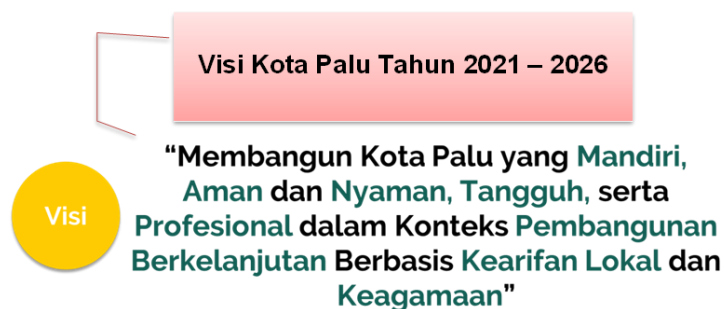 Visi Kota Palu Tahun 2021 – 2026
“Membangun Kota Palu yang Mandiri,
Aman dan Nyaman, Tangguh, serta
Visi
Profesional dalam Konteks Pembangunan
Berkelanjutan Berbasis Kearifan Lokal dan
Keagamaan”